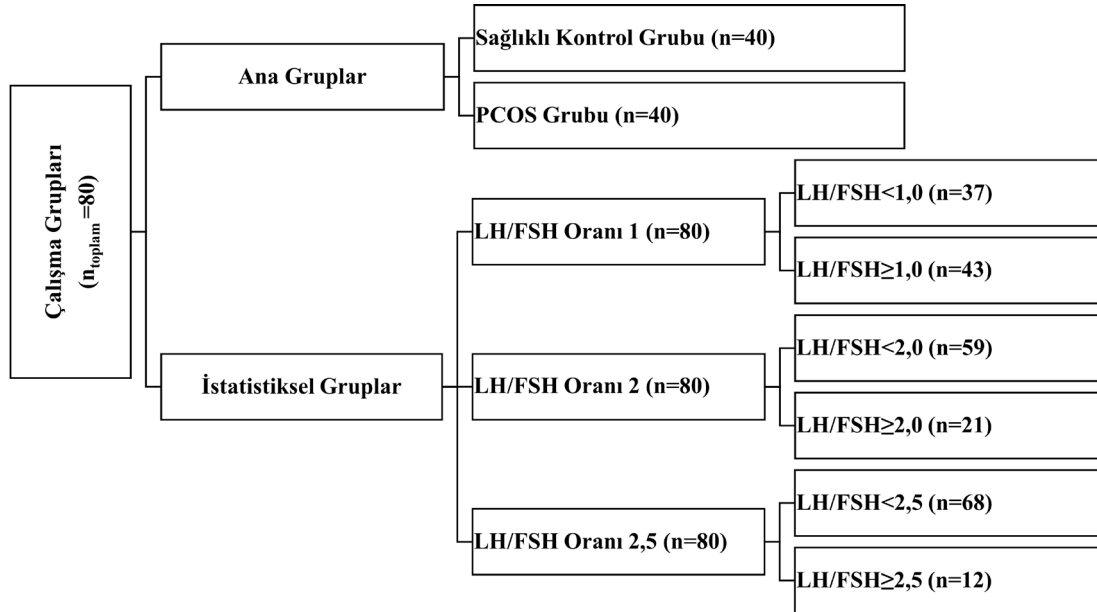 Çalışma Grupları
(ntoplam =80)
Ana Gruplar
Sağlıklı Kontrol Grubu (n=40)
PCOS Grubu (n=40)
İstatistiksel Gruplar
LH/FSH Oranı 1 (n=80)
LH/FSH<1,0 (n=37)
LH/FSH≥1,0 (n=43)
LH/FSH Oranı 2 (n=80)
LH/FSH<2,0 (n=59)
LH/FSH≥2,0 (n=21)
LH/FSH Oranı 2,5 (n=80)
LH/FSH<2,5 (n=68)
LH/FSH≥2,5 (n=12)